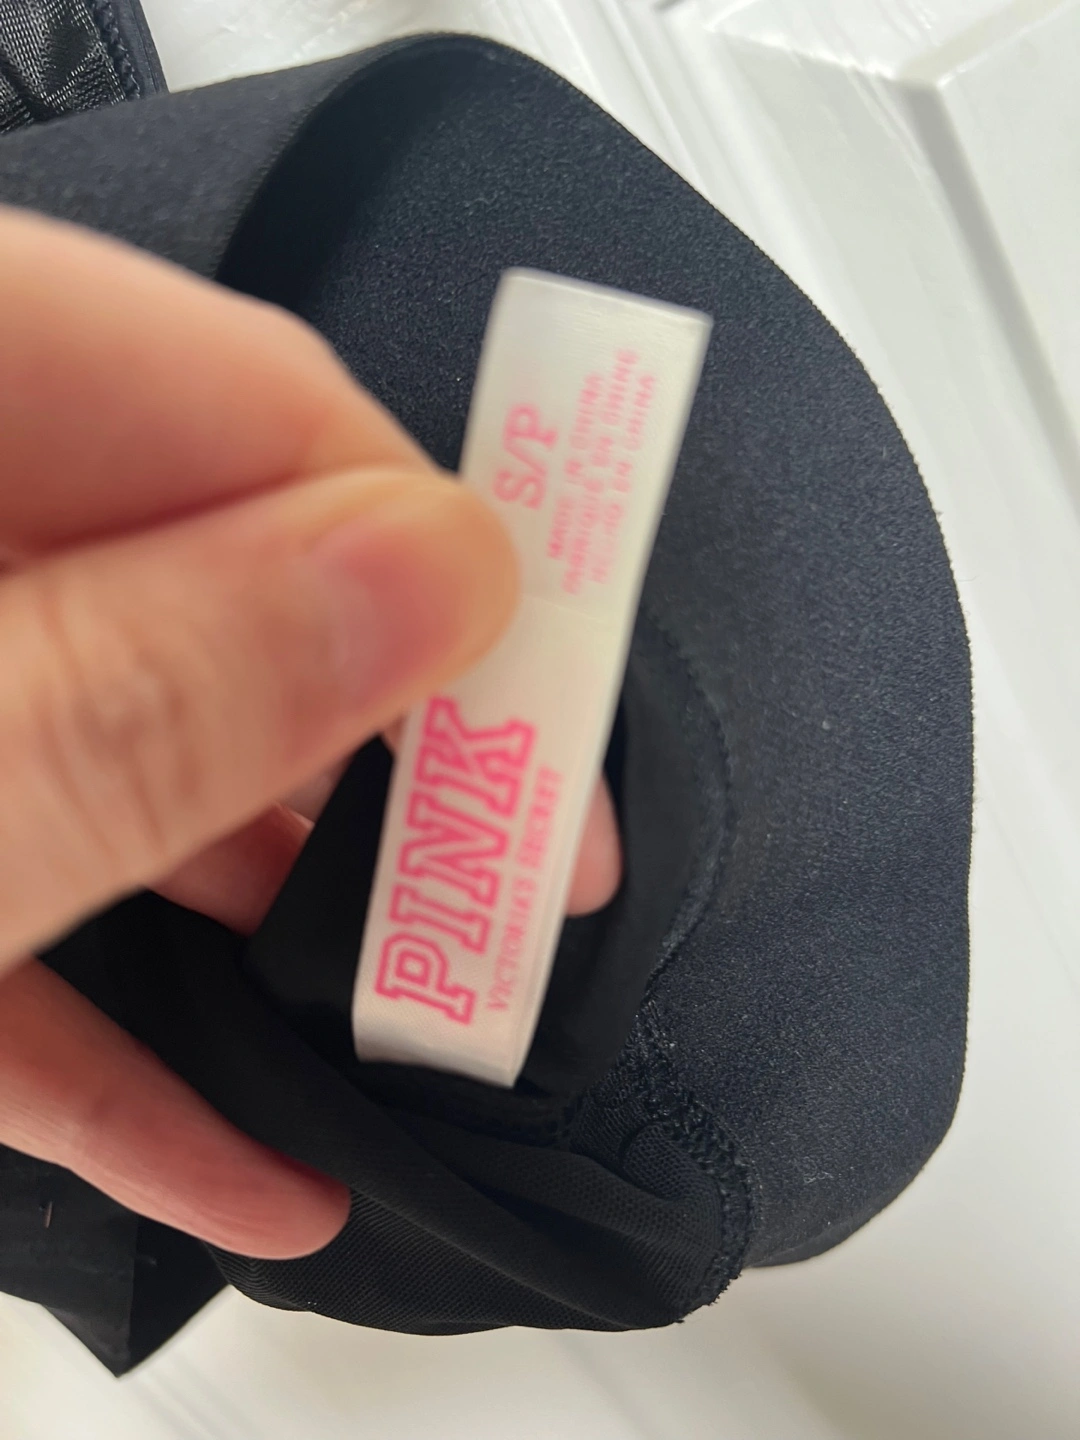 S/P
MADE IN CHINA
FABRIQUÉ EN CHINE
HECHO EN CHINA
PINK
VICTORIA'S SECRET